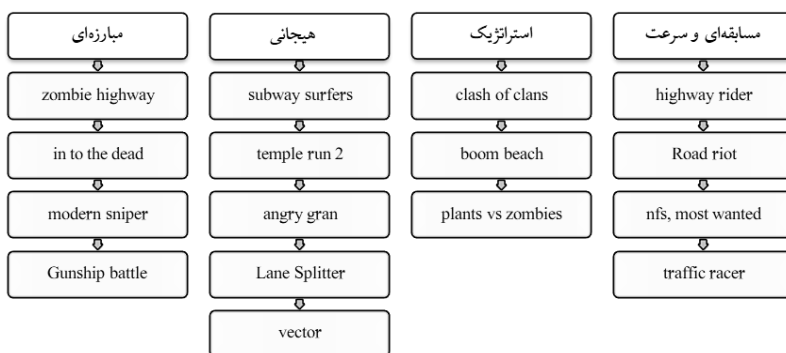 مسابقه‌ای و سرعت
highway rider
Road riot
nfs, most wanted
traffic racer
استراتژیک
clash of clans
boom beach
plants vs zombies
هیجانی
subway surfers
temple run 2
angry gran
Lane Splitter
vector
مبارزه‌ای
zombie highway
in to the dead
modern sniper
Gunship battle